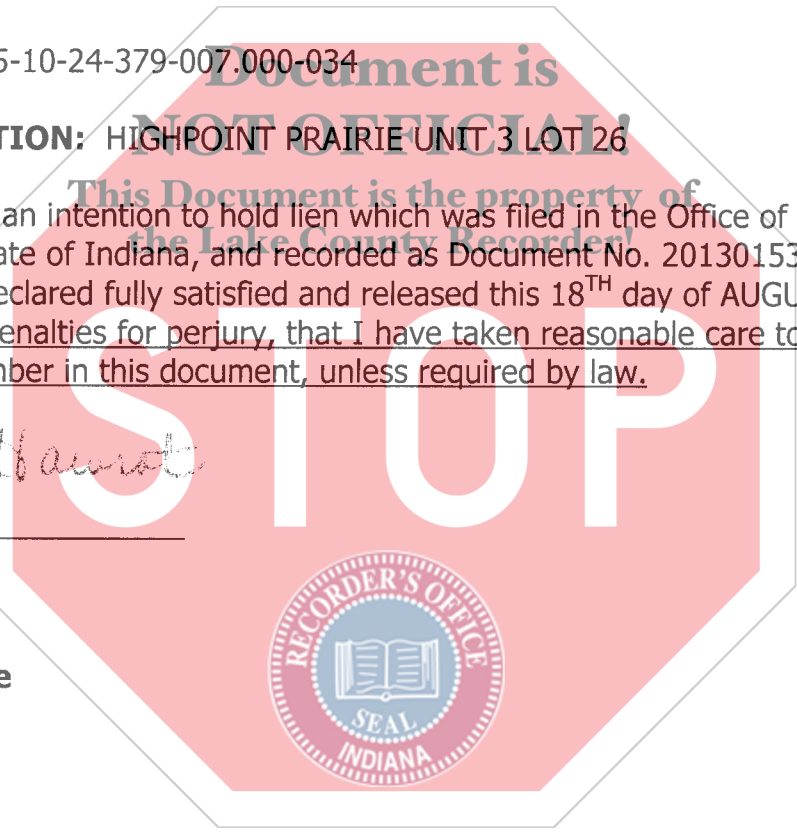 5-10-24-379-007.000-034
Document is
TION: HIGHPOINT PRAIRIE UNIT 3 LOT 26
NOT OFFICIAL!
This Document is the property of
an intention to hold lien which was filed in the Office of
the Lake County Recorder!
ate of Indiana, and recorded as Document No. 20130153
eclared fully satisfied and released this 18TH day of AUGU
enalties for perjury, that I have taken reasonable care to
ber in this document, unless required by law.
STOP
RECORDER'S OFFICE
SEAL
INDIANA
e